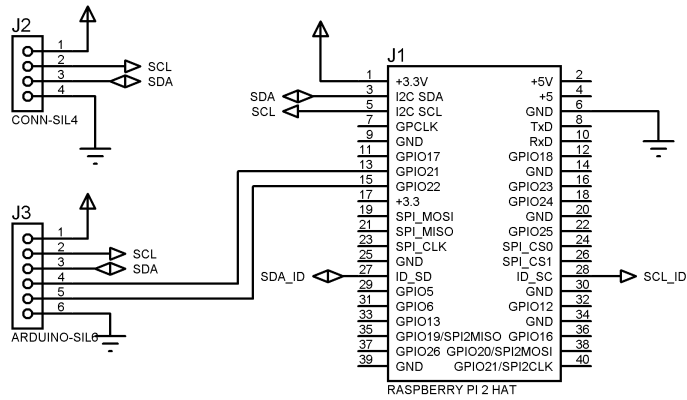 J2
1
2 SCL
3 SDA
4
CONN-SIL4
J3
1
2 SCL
3 SDA
4
5
6
ARDUINO-SIL6
J1
1 +3.3V +5V 2
SDA 3 I2C SDA +5 4
SCL 5 I2C SCL GND 6
7 GPCLK TxD 8
9 GND RxD 10
11 GPIO17 GPIO18 12
13 GPIO21 GND 14
15 GPIO22 GPIO23 16
17 +3.3 GPIO24 18
19 SPI_MOSI GND 20
21 SPI_MISO GPIO25 22
23 SPI_CLK SPI_CS0 24
25 GND SPI_CS1 26
SDA_ID 27 ID_SD ID_SC 28 SCL_ID
29 GPIO5 GND 30
31 GPIO6 GPIO12 32
33 GPIO13 GND 34
35 GPIO19/SPI2MISO GPIO16 36
37 GPIO26 GPIO20/SPI2MOSI 38
39 GND GPIO21/SPI2CLK 40
RASPBERRY PI 2 HAT